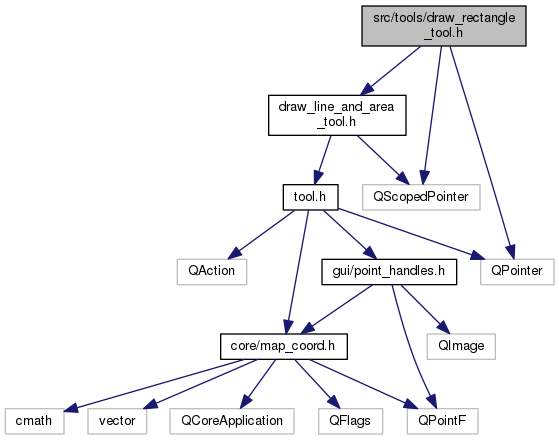 src/tools/draw_rectangle
_tool.h
draw_line_and_area
_tool.h
QScopedPointer
tool.h
QAction
gui/point_handles.h
QPointer
core/map_coord.h
QImage
cmath
vector
QCoreApplication
QFlags
QPointF